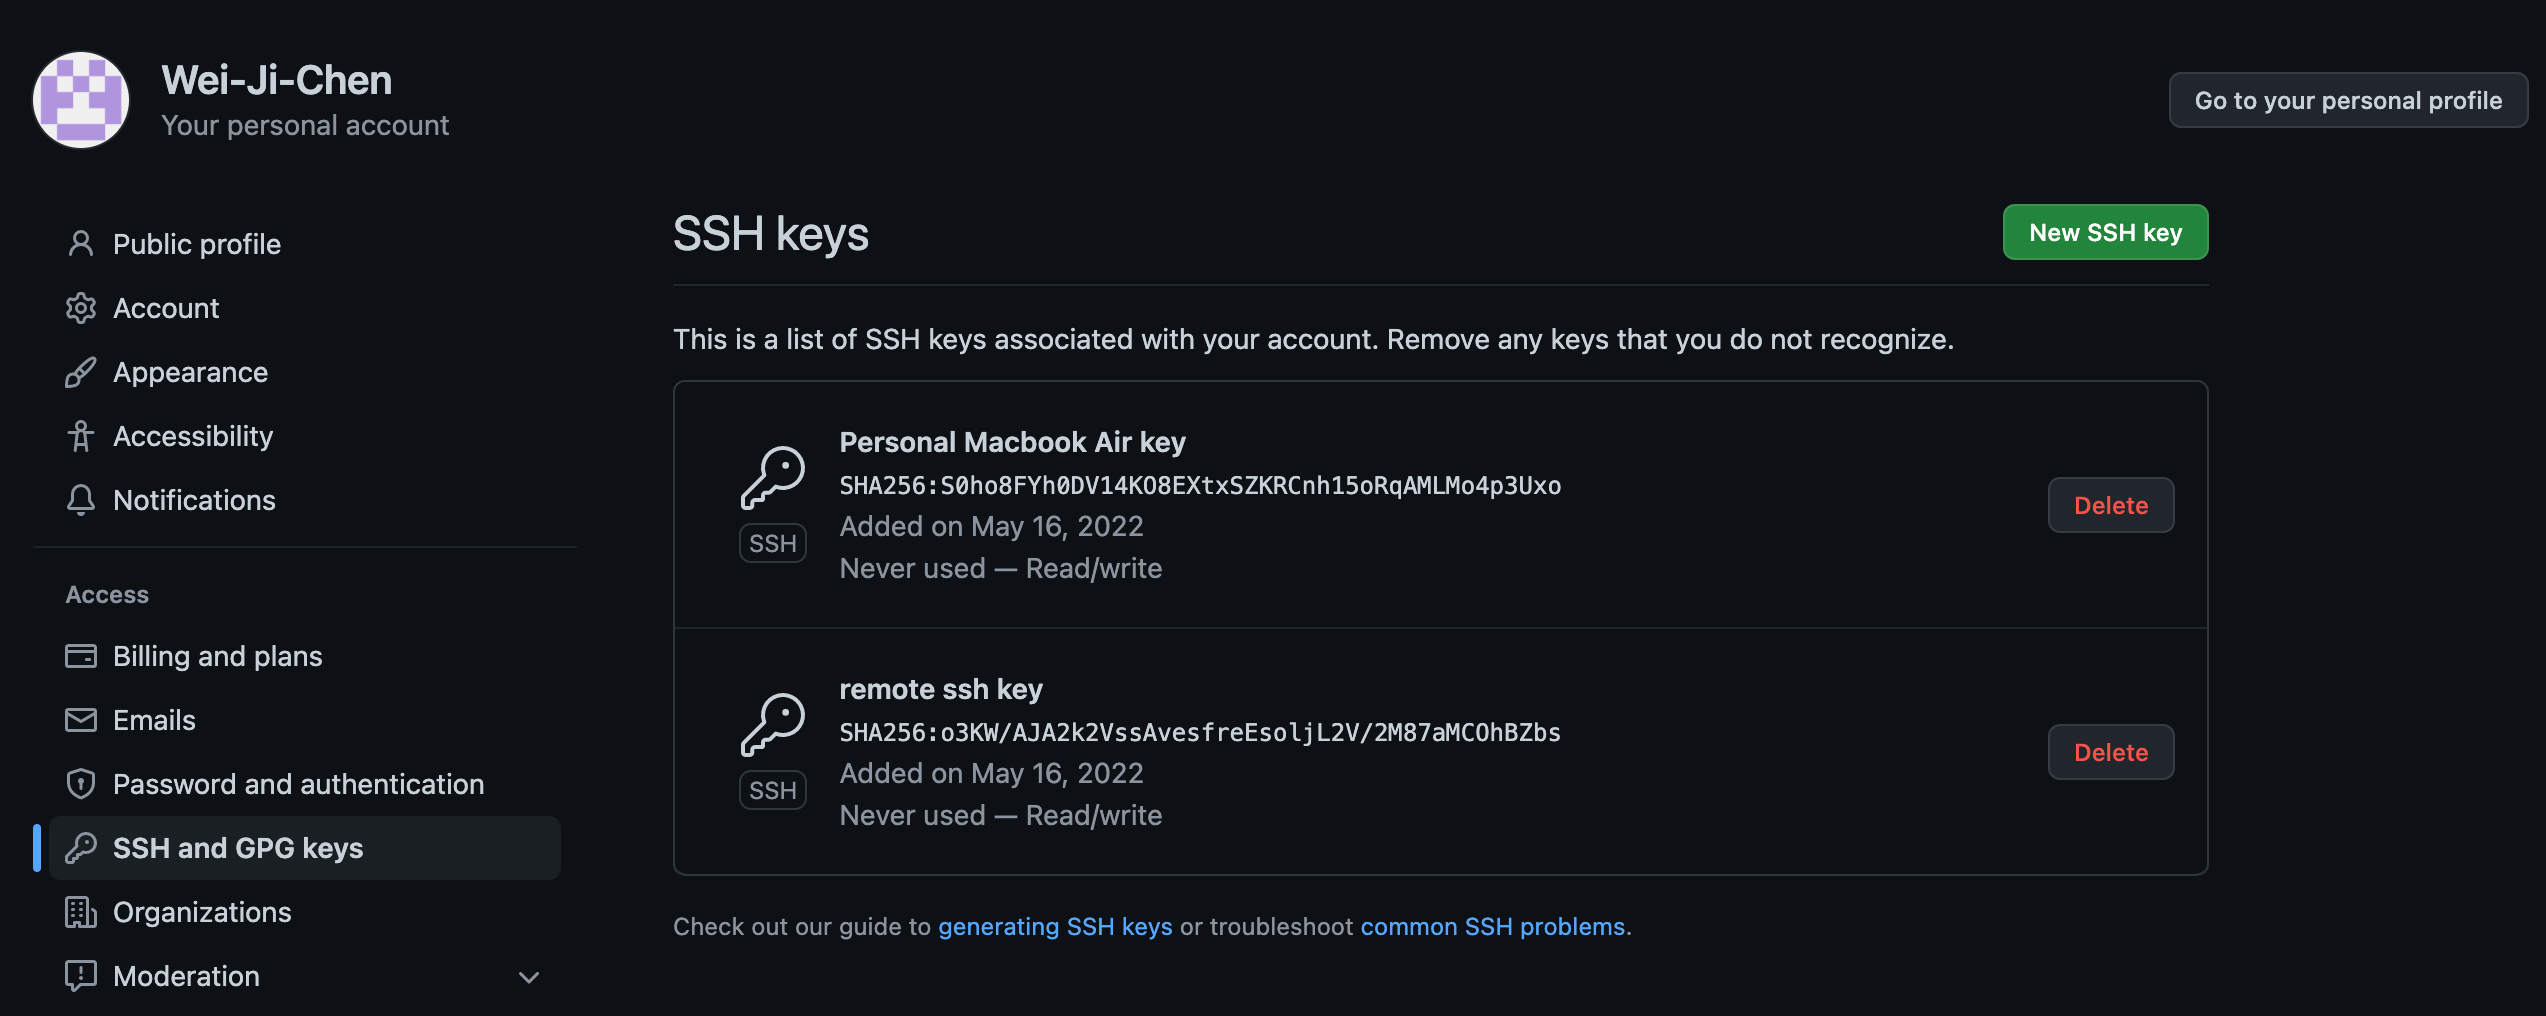 Wei-Ji-Chen
Your personal account
Go to your personal profile
Public profile
Account
Appearance
Accessibility
Notifications
Access
Billing and plans
Emails
Password and authentication
SSH and GPG keys
Organizations
Moderation
SSH keys
New SSH key
This is a list of SSH keys associated with your account. Remove any keys that you do not recognize.
Personal Macbook Air key
SHA256:S0ho8FYh0DV14KO8EXtxSZKRCnh15oRqAMLMo4p3Uxo
Added on May 16, 2022
Never used — Read/write
SSH
Delete
remote ssh key
SHA256:o3KW/AJA2k2VssAvesfreEsoljL2V/2M87aMCOhBZbs
Added on May 16, 2022
Never used — Read/write
SSH
Delete
Check out our guide to generating SSH keys or troubleshoot common SSH problems.